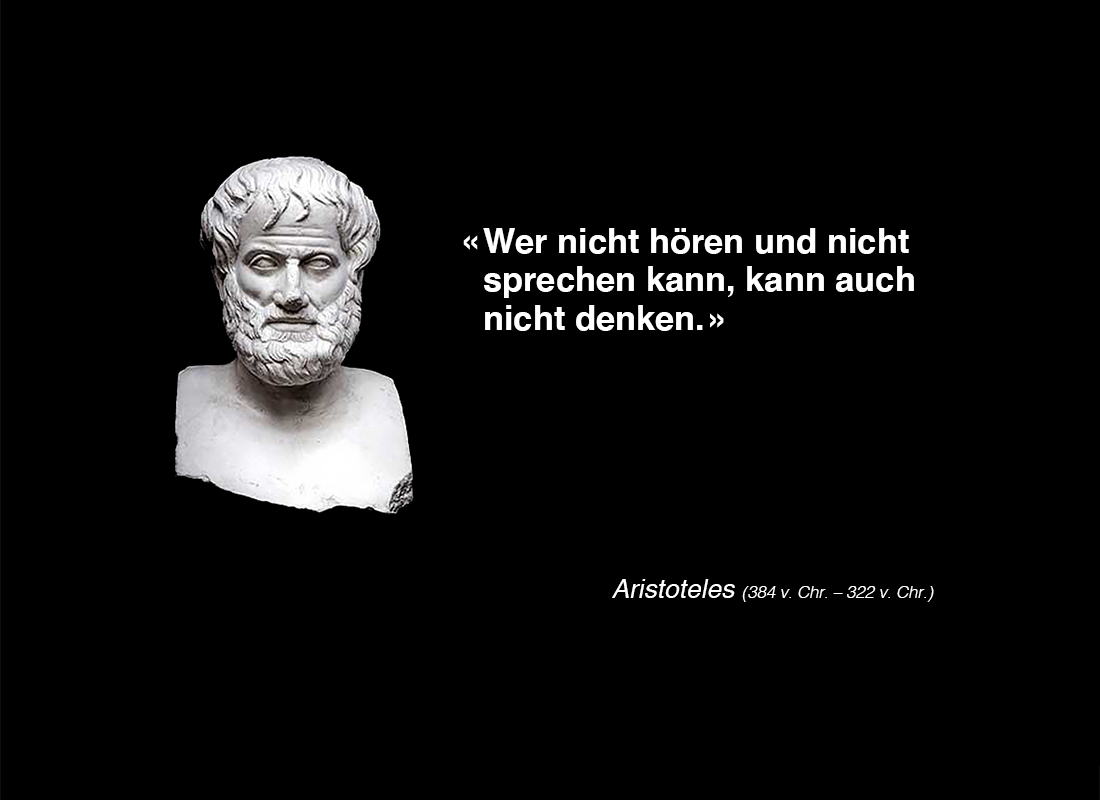 «Wer nicht hören und nicht
sprechen kann, kann auch
nicht denken.»
Aristoteles (384 v. Chr. – 322 v. Chr.)